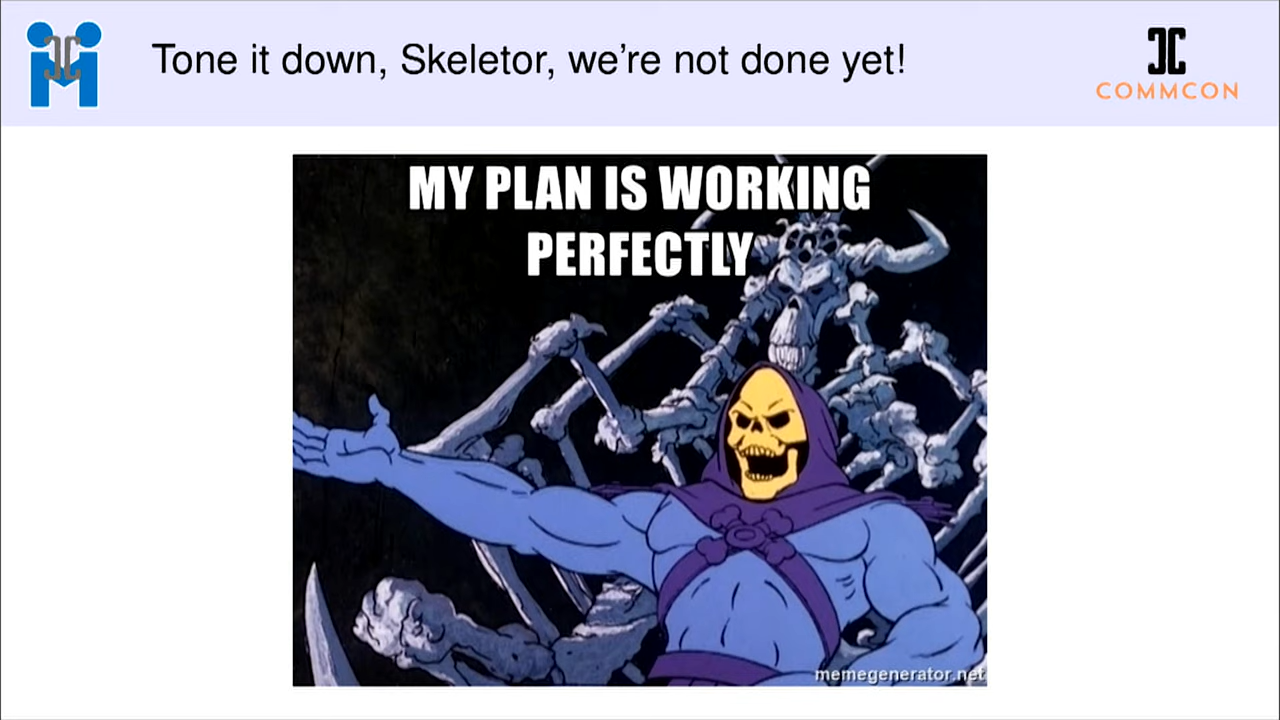 Tone it down, Skeletor, we're not done yet!
COMMCON
MY PLAN IS WORKING
PERFECTLY
memegenerator.net